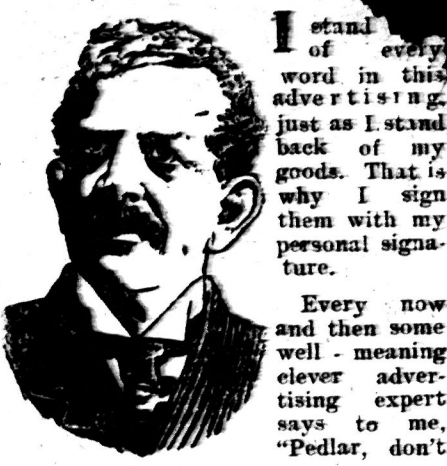 I stand
of every
word in this
advertising,
just as I stand
back of my
goods. That is
why I sign
them with my
personal signa-
ture.
Every now
and then some
well - meaning
clever adver-
tising expert
says to me,
"Pedlar, don't